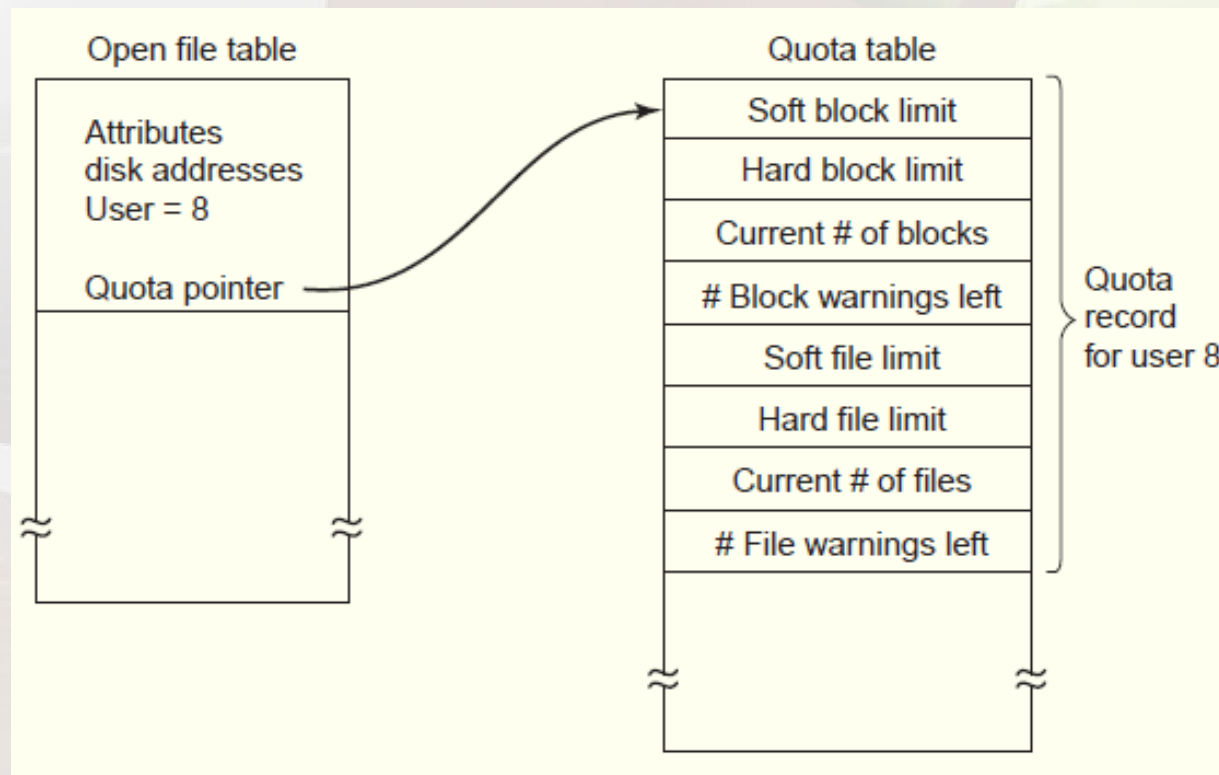 Open file table
Attributes
disk addresses
User = 8
Quota pointer
Quota table
Soft block limit
Hard block limit
Current # of blocks
# Block warnings left
Soft file limit
Hard file limit
Current # of files
# File warnings left
Quota
record
for user 8